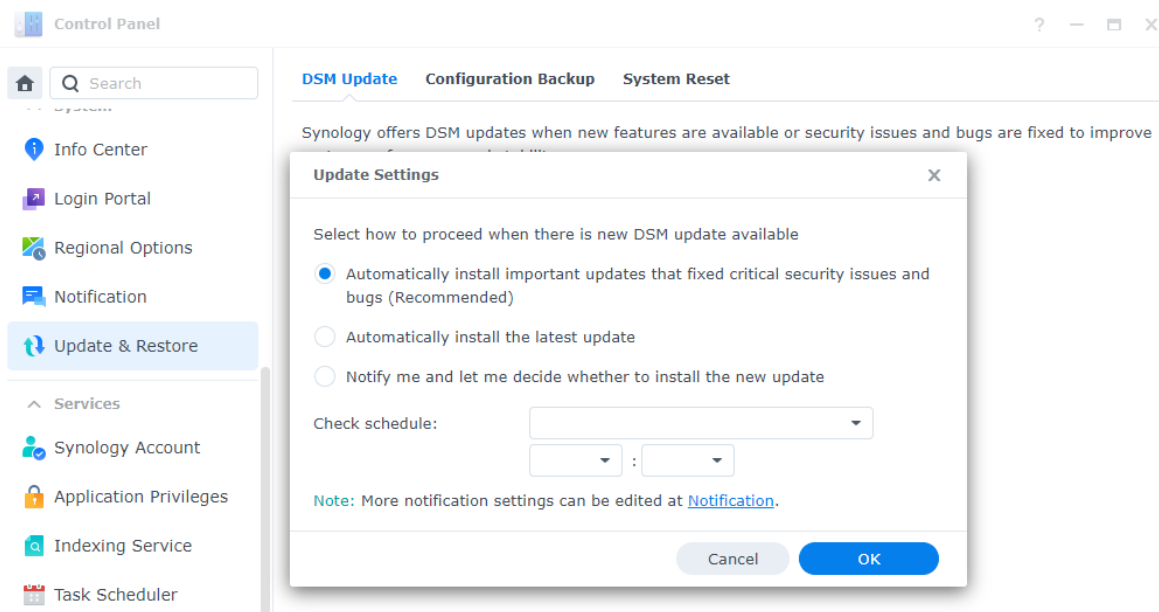 Control Panel
Search
DSM Update Configuration Backup System Reset
Synology offers DSM updates when new features are available or security issues and bugs are fixed to improve
Info Center
Login Portal
Regional Options
Notification
Update & Restore
Services
Synology Account
Application Privileges
Indexing Service
Task Scheduler
Update Settings
Select how to proceed when there is new DSM update available
Automatically install important updates that fixed critical security issues and
bugs (Recommended)
Automatically install the latest update
Notify me and let me decide whether to install the new update
Check schedule:
:
Note: More notification settings can be edited at Notification.
Cancel OK